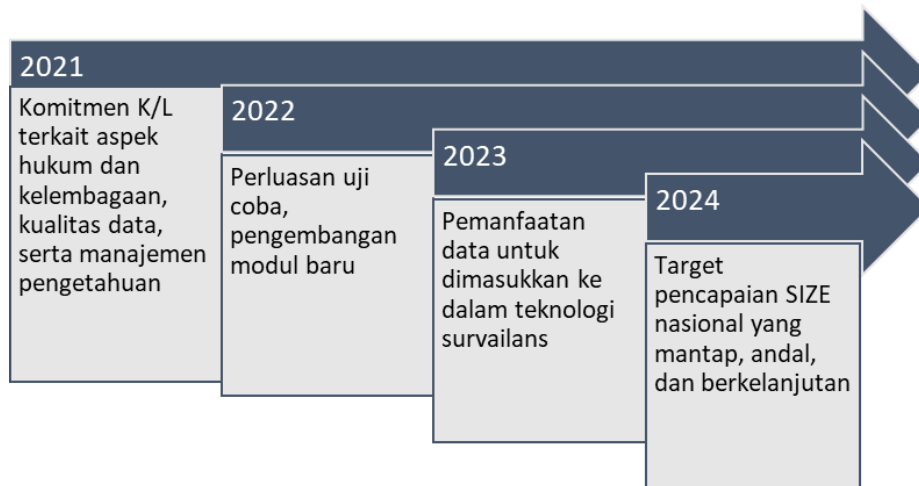 2021
Komitmen K/L
terkait aspek
hukum dan
kelembagaan,
kualitas data,
serta manajemen
pengetahuan
2022
Perluasan uji
coba,
pengembangan
modul baru
2023
Pemanfaatan
data untuk
dimasukkan ke
dalam teknologi
survailans
2024
Target
pencapaian SIZE
nasional yang
mantap, andal,
dan berkelanjutan